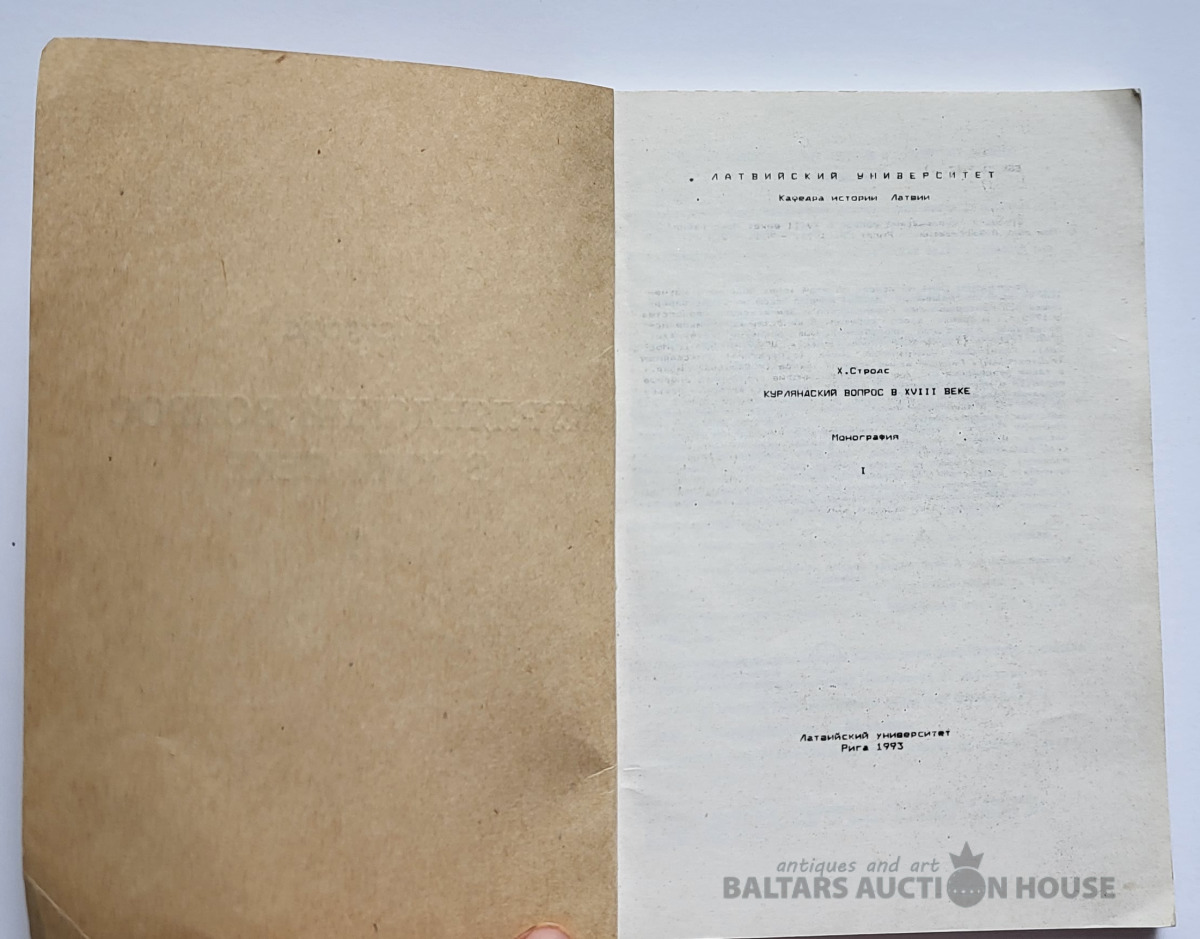 ЛАТВИЙСКИЙ УНИВЕРСИТЕТ
Кафедра истории Латвии
Х.Стродс
КУРЛЯНДСКИЙ ВОПРОС В XVIII ВЕКЕ
Монография
I
Латвийский университет
Рига 1993
antiques and art
BALTARS AUCTION HOUSE